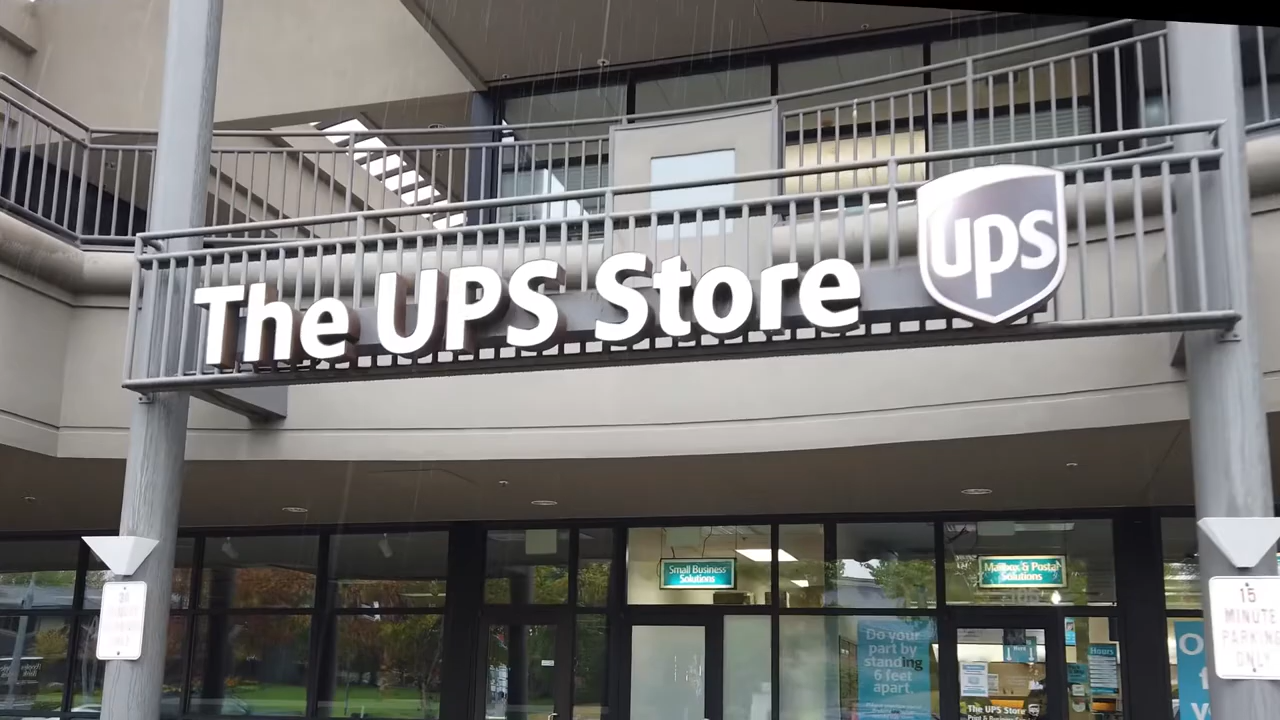 The UPS Store
ups
Small Business
Solutions
Mailbox & Postal
Solutions
Do your
part by
standing
6 feet
apart.
Hours
The UPS Store
15
MINUTE
PARKING
ONLY